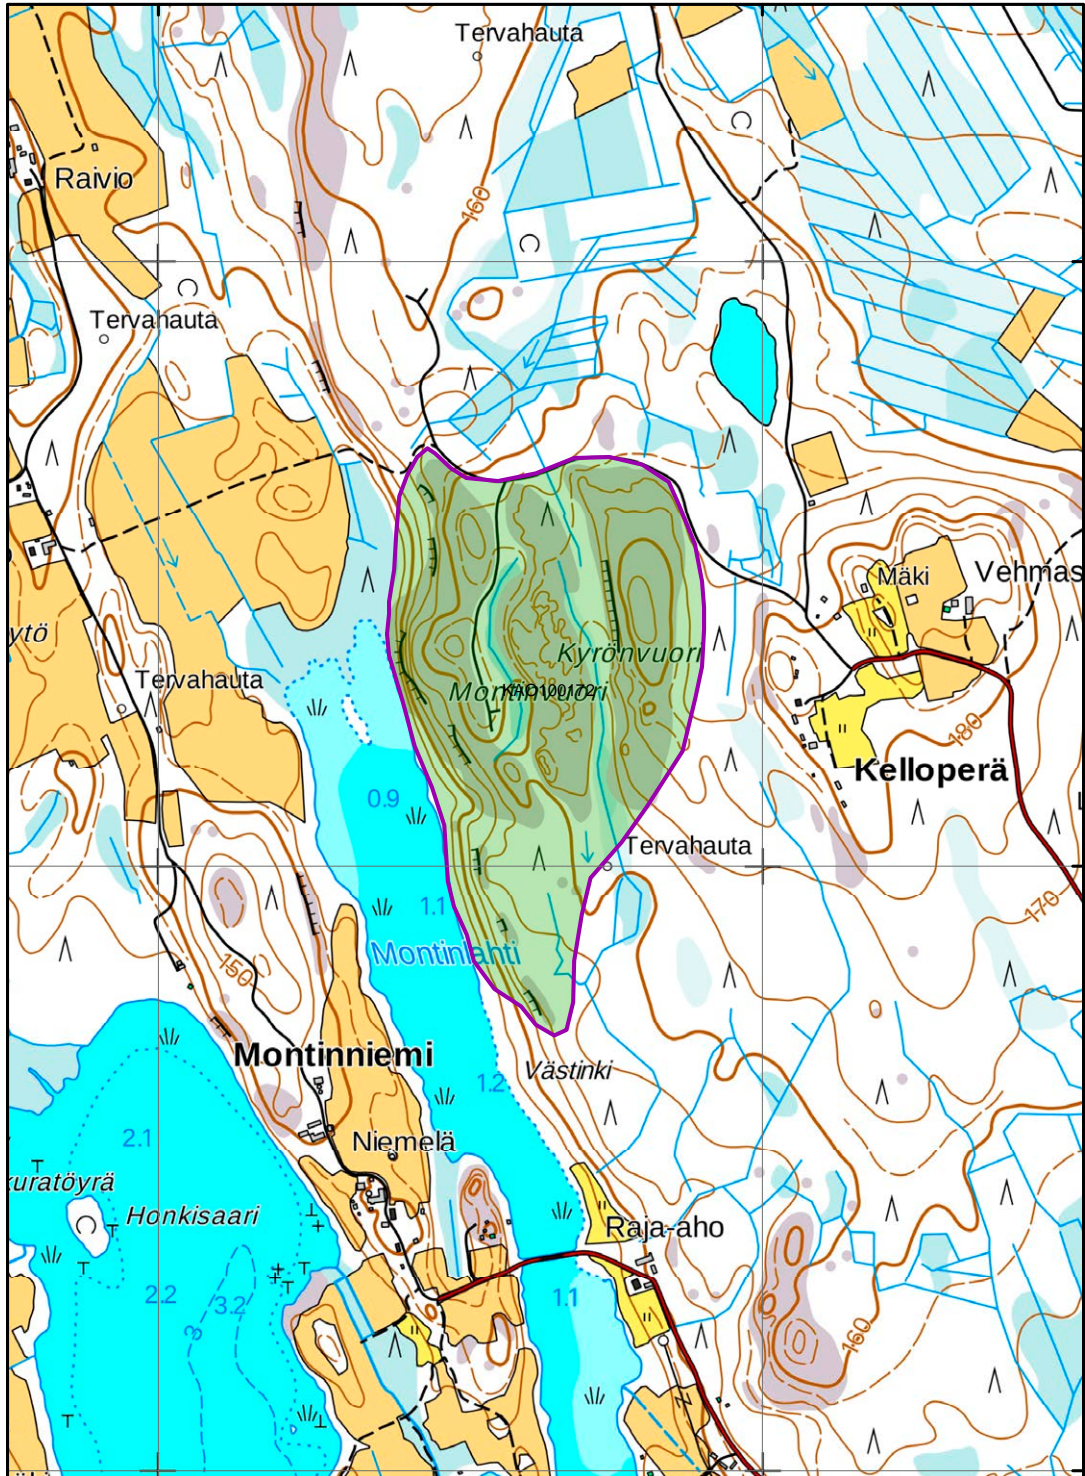 Tervahauta
Raivio
160
Tervahauta
Mäki
Vehmas
ytö
Kyrönvuori
Tervahauta
Montinvuori
KAO100172
180
Kelloperä
0.9
Tervahauta
170
1.1
Montinlahti
150
Montinniemi
Västinki
1.2
2.1
Niemelä
kuratöyrä
Honkisaari
Raja-aho
2.2
3.2
1.1
3
160